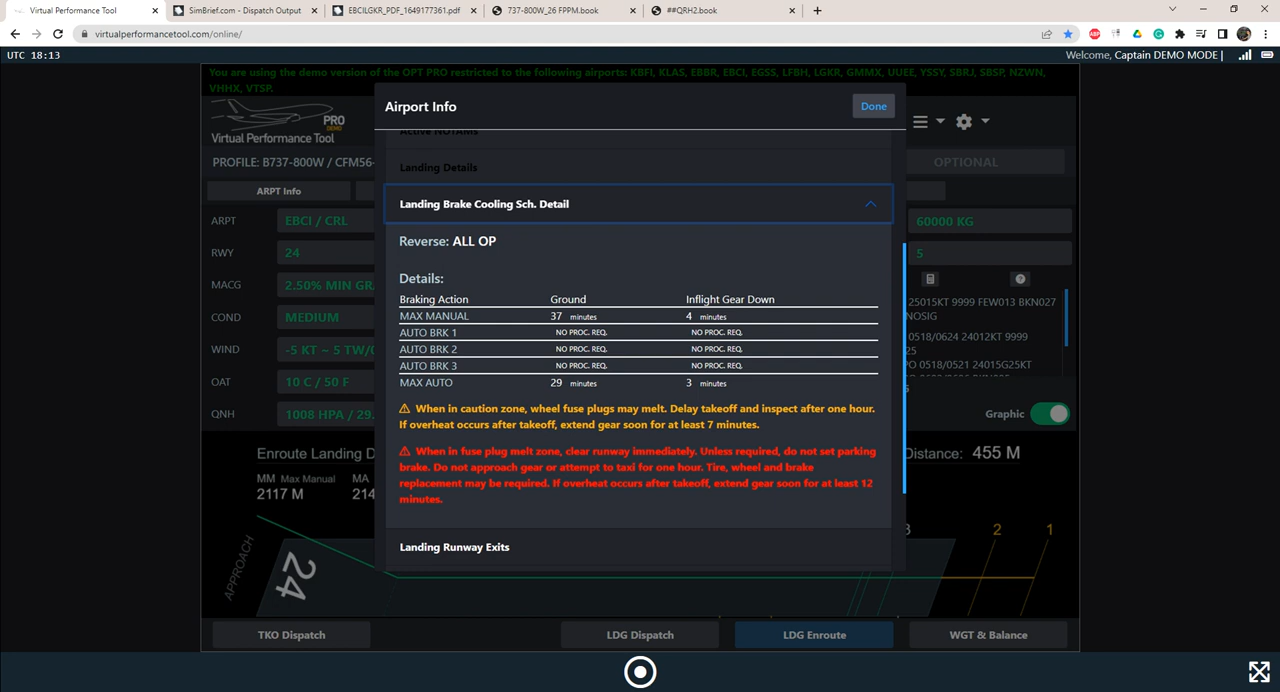 Virtual Performance Tool
SimBrief.com - Dispatch Output
EBCILGKR_PDF_1649177361.pdf
737-800W_26 FPPM.book
##QRH2.book
virtualperformancetool.com/online/
UTC 18:13
Welcome, Captain DEMO MODE |
You are using the demo version of the OPT PRO restricted to the following airports: KBFI, KLAS, EBBR, EBCI, EGSS, LFBH, LGKR, GMMX, UUEE, YSSY, SBRJ, SBSP, NZWN,
VHHX, VTSP.
Airport Info
Done
PRO
DEMO
Virtual Performance Tool
Active NOTAMs
PROFILE: B737-800W / CFM56-
OPTIONAL
Landing Details
ARPT Info
Landing Brake Cooling Sch. Detail
ARPT
EBCI / CRL
60000 KG
Reverse: ALL OP
RWY
24
5
Details:
MACG
2.50% MIN GR
Braking Action
Ground
Inflight Gear Down
25015KT 9999 FEW013 BKN027
NOSIG
COND
MEDIUM
MAX MANUAL
37 minutes
4 minutes
AUTO BRK 1
NO PROC. REQ.
NO PROC. REQ.
0518/0624 24012KT 9999
WIND
-5 KT ~ 5 TW/
AUTO BRK 2
NO PROC. REQ.
NO PROC. REQ.
25
AUTO BRK 3
NO PROC. REQ.
NO PROC. REQ.
O 0518/0521 24015G25KT
OAT
10 C / 50 F
MAX AUTO
29 minutes
3 minutes
When in caution zone, wheel fuse plugs may melt. Delay takeoff and inspect after one hour.
If overheat occurs after takeoff, extend gear soon for at least 7 minutes.
QNH
1008 HPA / 29.
Graphic
When in fuse plug melt zone, clear runway immediately. Unless required, do not set parking
brake. Do not approach gear or attempt to taxi for one hour. Tire, wheel and brake
replacement may be required. If overheat occurs after takeoff, extend gear soon for at least 12
minutes.
Enroute Landing D
Distance: 455 M
MM Max Manual
MA
2117 M
214
Landing Runway Exits
3
2
1
APPROACH
24
TKO Dispatch
LDG Dispatch
LDG Enroute
WGT & Balance